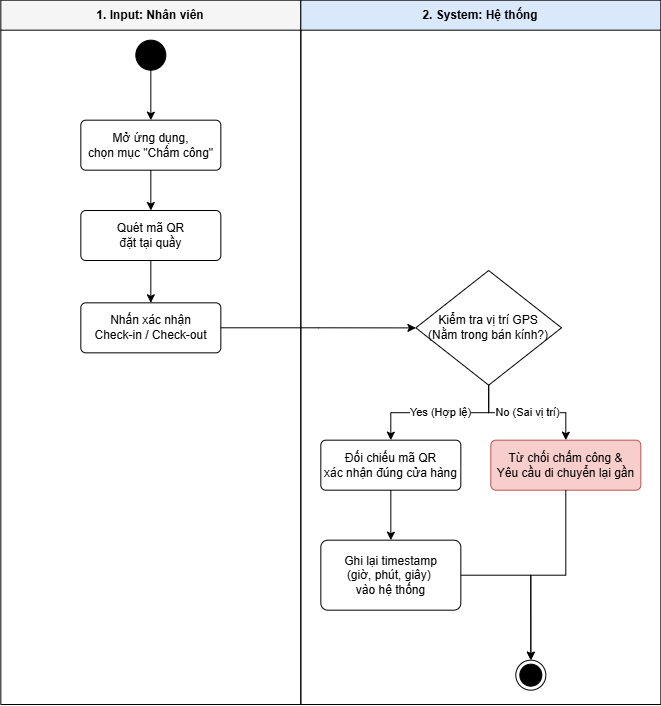 1. Input: Nhân viên
2. System: Hệ thống
Mở ứng dụng,
chọn mục "Chấm công"
Quét mã QR
đặt tại quầy
Nhấn xác nhận
Check-in / Check-out
Kiểm tra vị trí GPS
(Nằm trong bán kính?)
Yes (Hợp lệ)
No (Sai vị trí)
Đối chiếu mã QR
xác nhận đúng cửa hàng
Từ chối chấm công &
Yêu cầu di chuyển lại gần
Ghi lại timestamp
(giờ, phút, giây)
vào hệ thống